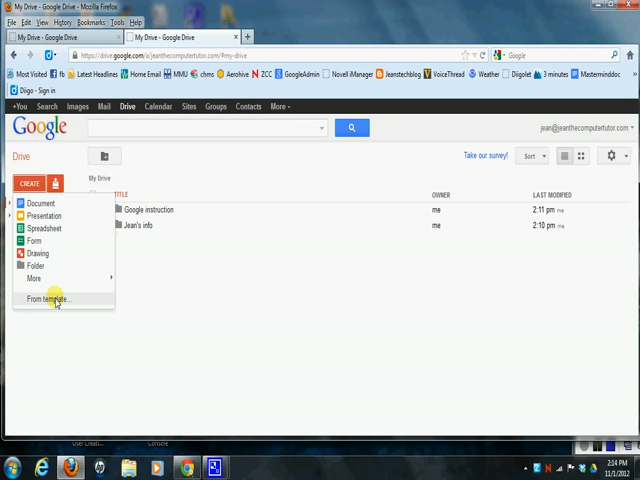 My Drive - Google Drive - Mozilla Firefox
File Edit View History Bookmarks Tools Help
My Drive - Google Drive
My Drive - Google Drive
https://drive.google.com/a/jeanthecomputertutor.com/#my-drive
Google
Most Visited fb Latest Headlines Home Email MMU chms Aerohive ZCC GoogleAdmin Novell iManager Jeanstechblog VoiceThread Weather Diigolet 3 minutes Masterminddoc
Diigo - Sign in
+You Search Images Mail Drive Calendar Sites Groups Contacts More
Google
jean@jeanthecomputertutor.com
Drive
Take our survey!
Sort
CREATE
My Drive
TITLE OWNER LAST MODIFIED
Document
Presentation
Spreadsheet
Form
Drawing
Folder
More
From template...
Google instruction me 2:11 pm me
Jean's info me 2:10 pm me
Console
2:14 PM
11/1/2012